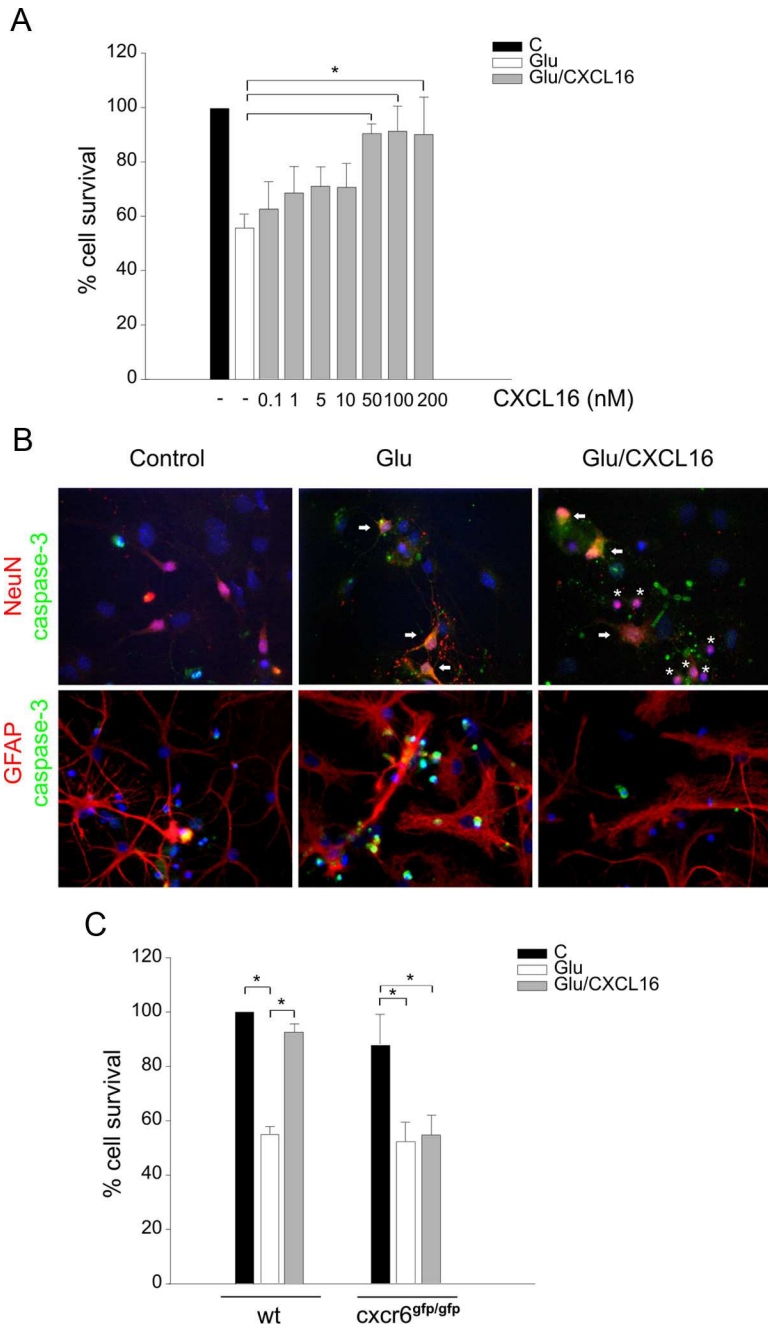 A
C
Glu
Glu/CXCL16
*
% cell survival
120
100
80
60
40
20
0
- - 0.1 1 5 10 50 100 200 CXCL16 (nM)
B
Control Glu Glu/CXCL16
NeuN
caspase-3
* *
*
* * *
GFAP
caspase-3
C
C
Glu
Glu/CXCL16
* * * *
% cell survival
120
100
80
60
40
20
0
wt cxcr6gfp/gfp